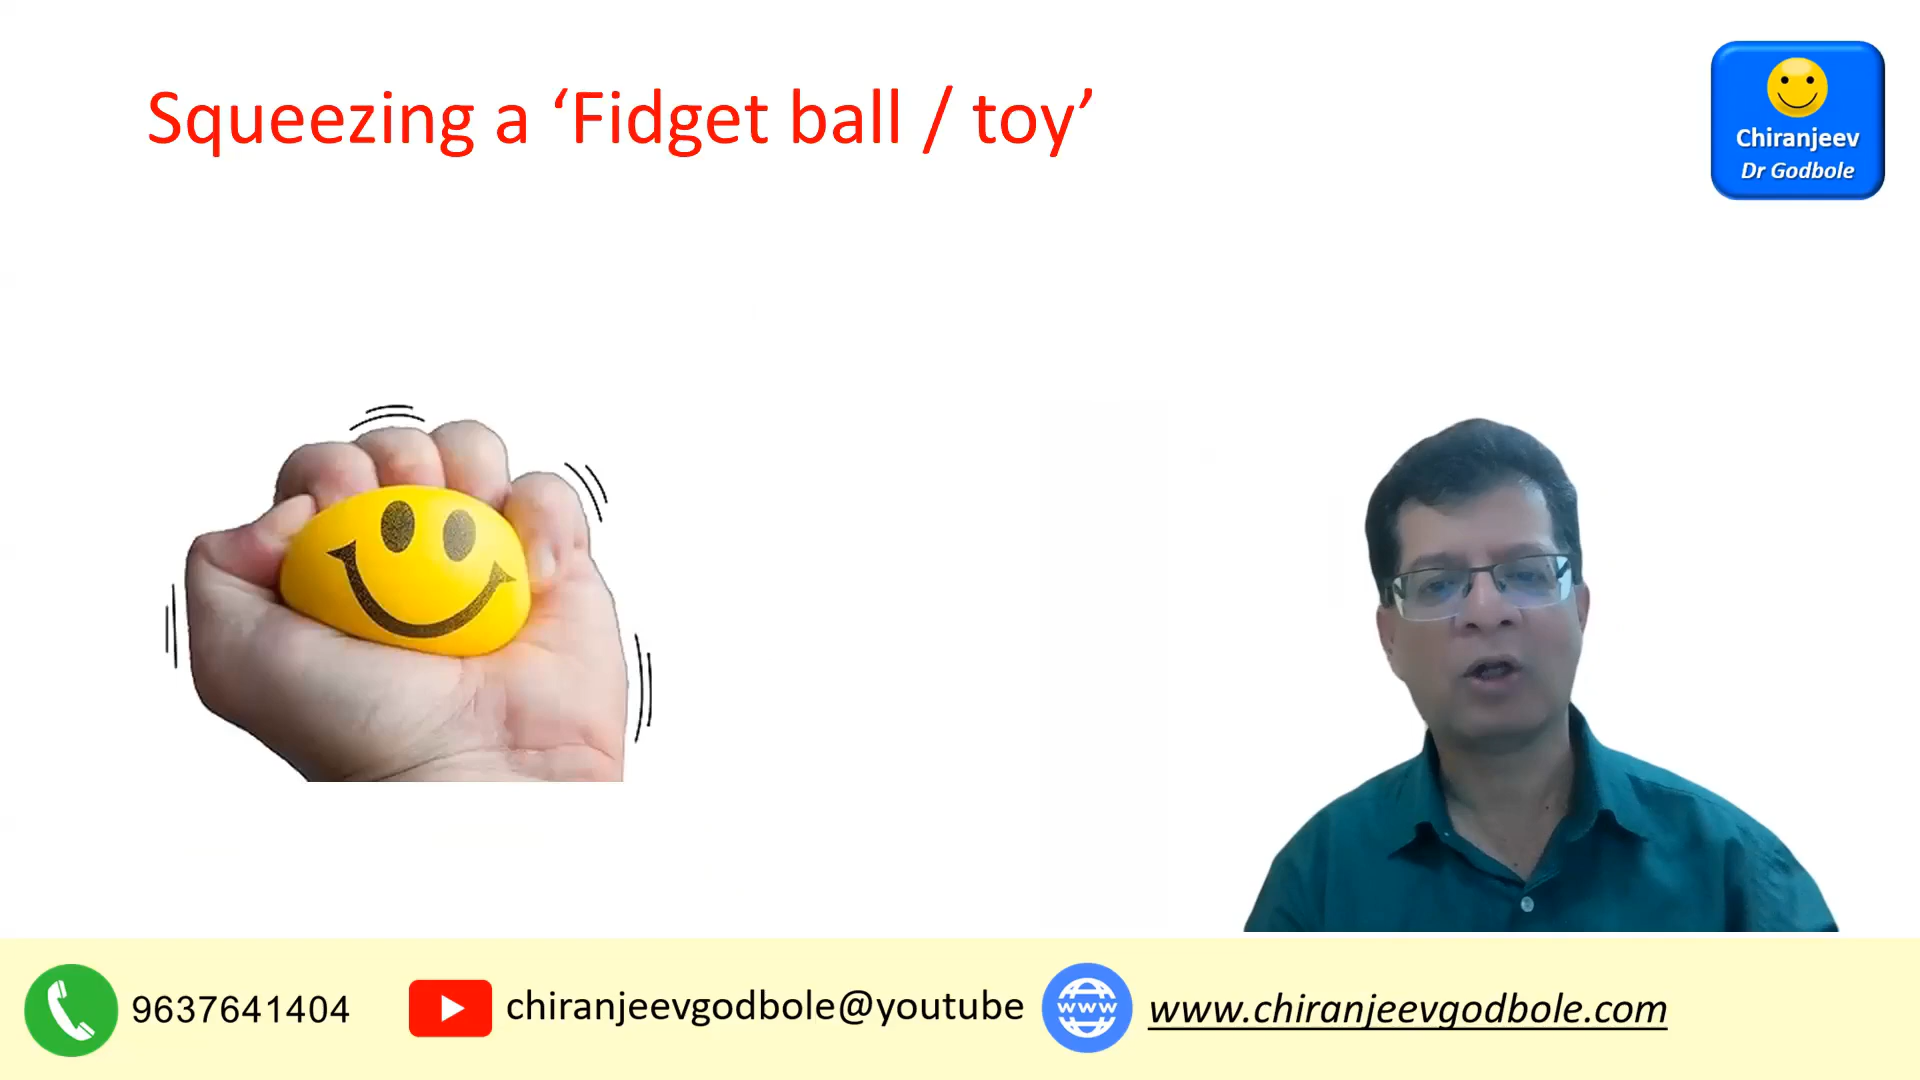 Squeezing a ‘Fidget ball / toy’
Chiranjeev
Dr Godbole
9637641404
chiranjeevgodbole@youtube
www
www.chiranjeevgodbole.com